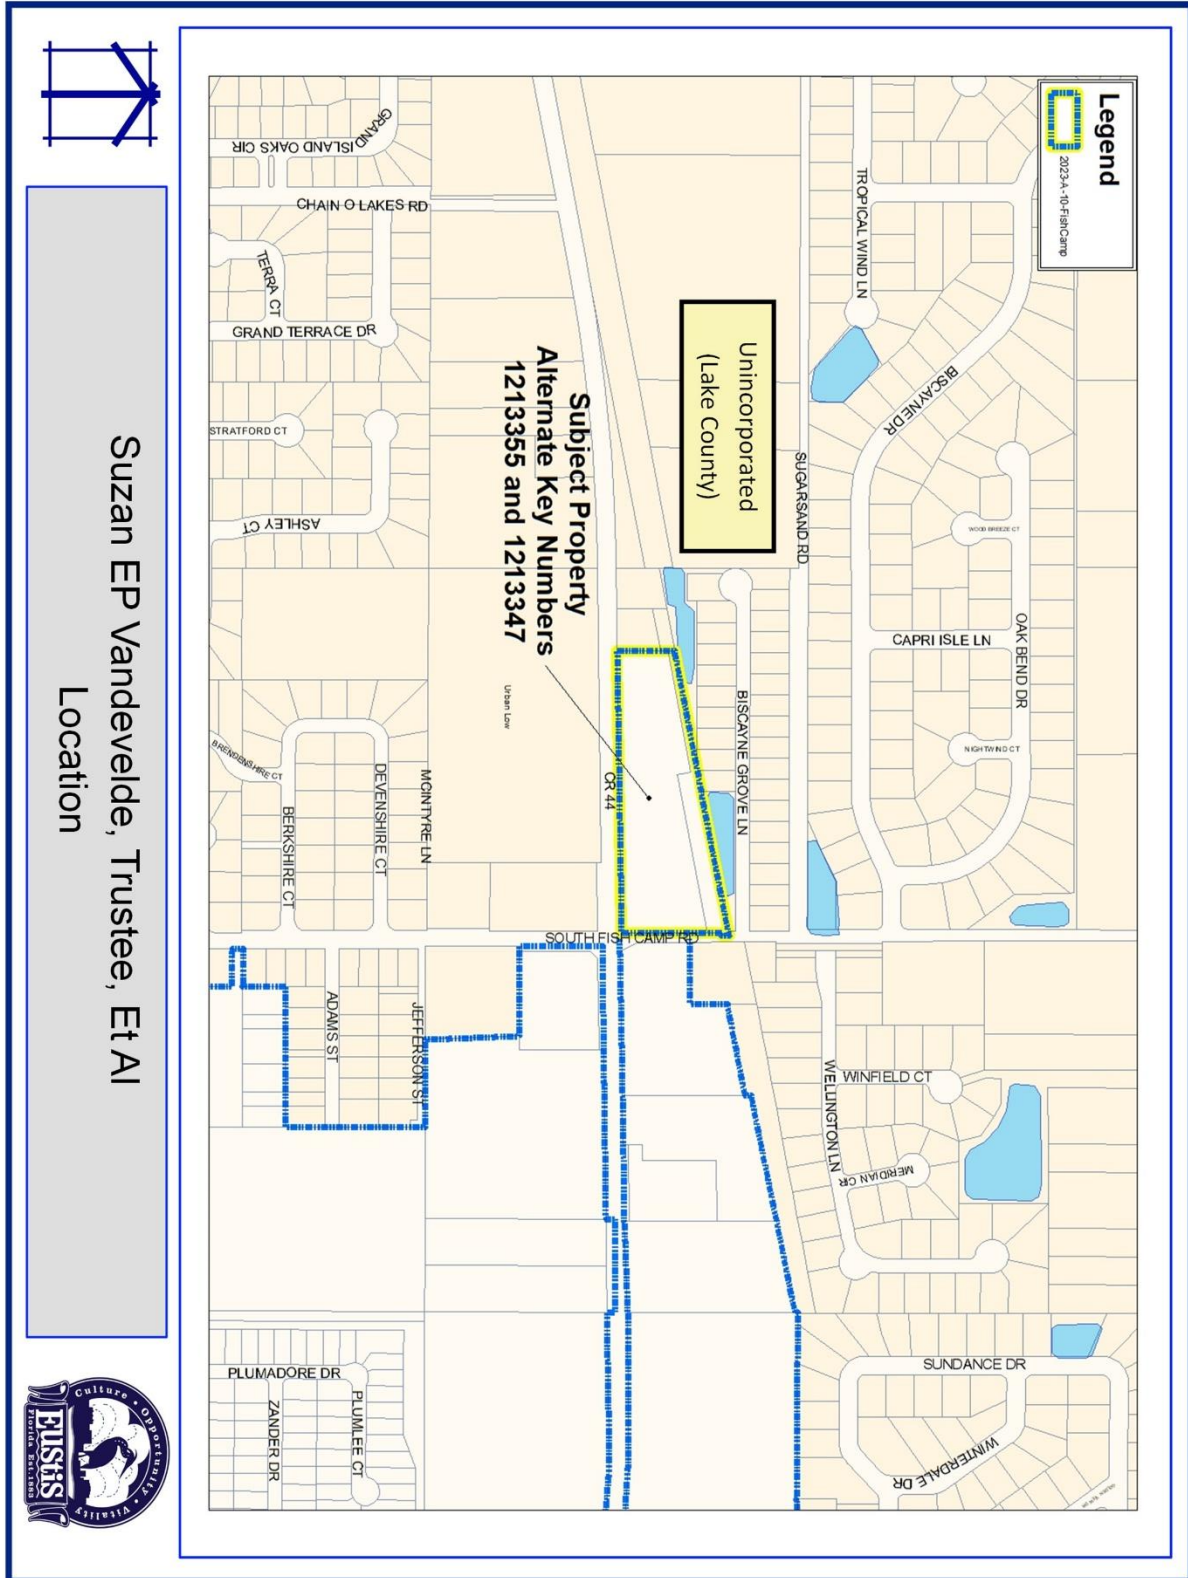 Legend
2023-A-10-FishCamp
TROPICAL WIND LN
BISCAYNE DR
OAK BEND DR
WOOD BREEZE CT
CAPRI ISLE LN
NIGHTWIND CT
SUGARSAND RD
Unincorporated
(Lake County)
Subject Property
Alternate Key Numbers
1213355 and 1213347
BISCAYNE GROVE LN
Urban Low
CR 44
SOUTH FISH CAMP RD
GRAND ISLAND OAKS CIR
CHAIN O LAKES RD
TERRA CT
GRAND TERRACE DR
STRATFORD CT
ASHLEY CT
MCINTYRE LN
DEVENSHIRE CT
BERKSHIRE CT
BRENDENSHIRE CT
WELLINGTON LN
WINFIELD CT
MERIDIAN CIR
SUNDANCE DR
WINTERDALE DR
JEFFERSON ST
ADAMS ST
PLUMADORE DR
PLUMLEE CT
ZANDER DR
Suzan EP Vandevelde, Trustee, Et Al
Location
Culture • Opportunity • Vitality
EUSTIS
Florida Est.1883